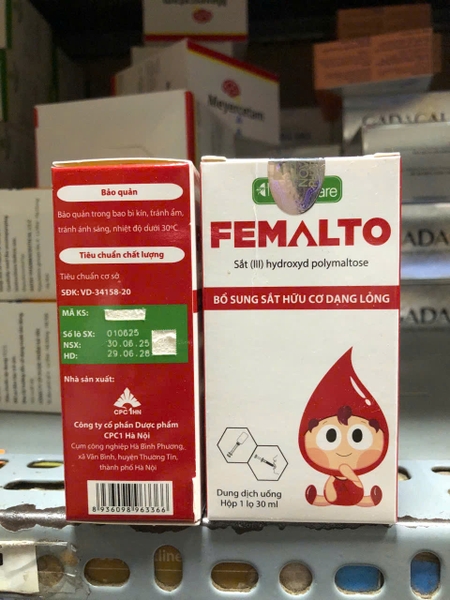 Bảo quản
Bảo quản trong bao bì kín, tránh ẩm,
tránh ánh sáng, nhiệt độ dưới 30ºC
Tiêu chuẩn chất lượng
Tiêu chuẩn cơ sở
SĐK: VD-34158-20
MÃ KS:
Số lô SX: 010625
NSX: 30.06.25
HD: 29.06.28
Nhà sản xuất:
CPC1HN
Công ty cổ phần Dược phẩm
CPC1 Hà Nội
Cụm công nghiệp Hà Bình Phương,
xã Văn Bình, huyện Thường Tín,
thành phố Hà Nội
8 936098 963366
FEMALTO
Sắt (III) hydroxyd polymaltose
BỔ SUNG SẮT HỮU CƠ DẠNG LỎNG
Dung dịch uống
Hộp 1 lọ 30 ml